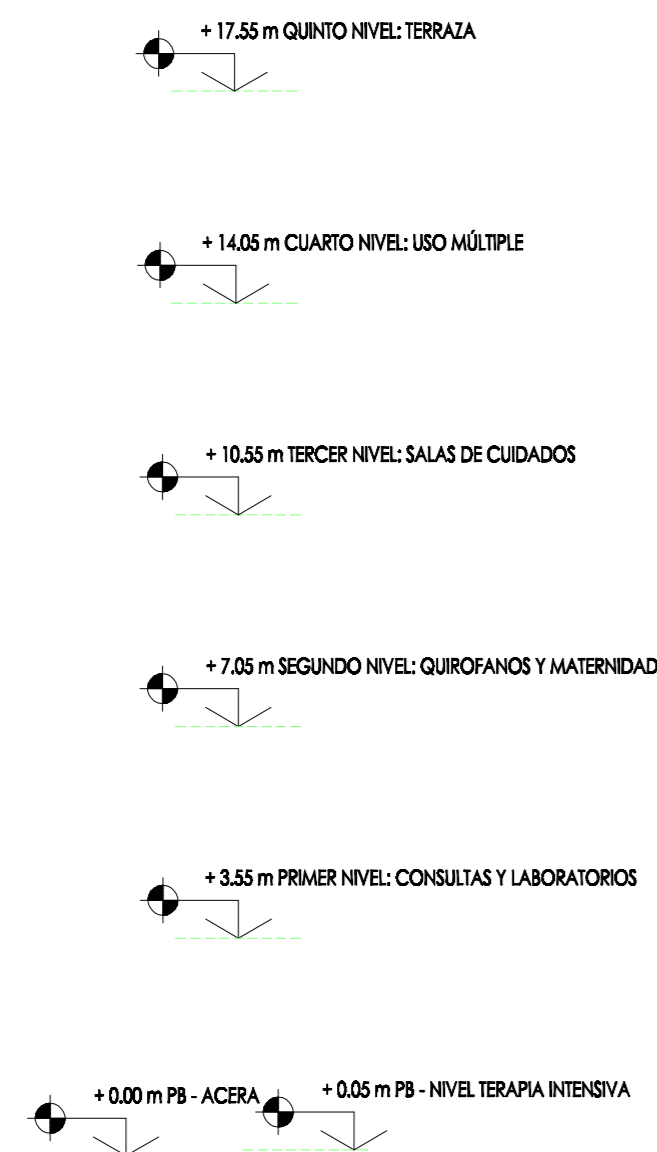 + 17.55 m QUINTO NIVEL: TERRAZA
+ 14.05 m CUARTO NIVEL: USO MÚLTIPLE
+ 10.55 m TERCER NIVEL: SALAS DE CUIDADOS
+ 7.05 m SEGUNDO NIVEL: QUIROFANOS Y MATERNIDAD
+ 3.55 m PRIMER NIVEL: CONSULTAS Y LABORATORIOS
+ 0.00 m PB - ACERA
+ 0.05 m PB - NIVEL TERAPIA INTENSIVA